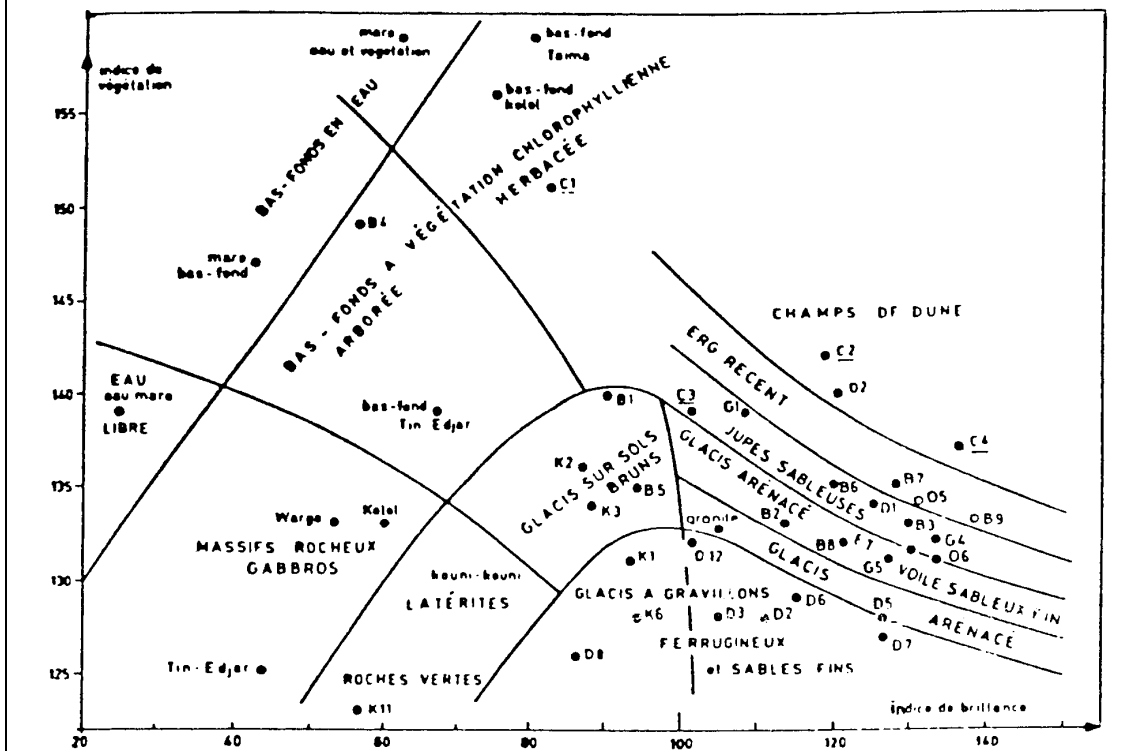 mare
eau et vegetation
bas-fond
Taima
indice de
végétation
bas-fond
kolel
155
BAS-FONDS EN EAU
BAS-FONDS A VÉGÉTATION CHLOROPHYLLIENNE
HERBACÉE
ARBORÉE
C1
150
B4
mare
bas-fond
145
CHAMPS DE DUNE
ERG RECENT
C2
EAU
eau mare
LIBRE
140
D2
bas-fond
Tin Edjar
B1
C3
G1
JUPES SABLEUSES
C4
GLACIS SUR SOLS
BRUNS
K2
B5
K3
GLACIS ARÉNACÉ
ET
VOILE SABLEUX FIN
135
B6
B7
D5
D1
B9
B3
G4
Warga
Kolel
granite
B2
B8
G5
D6
MASSIFS ROCHEUX
GABBROS
130
K1
D12
GLACIS
ARENACÉ
kouni-kouni
LATÉRITES
GLACIS A GRAVILLONS
K6
D3
D2
D6
D5
D7
FERRUGINEUX
et SABLES FINS
Tin-Edjar
125
D8
ROCHES VERTES
K11
indice de brillance
20
40
60
80
100
120
140